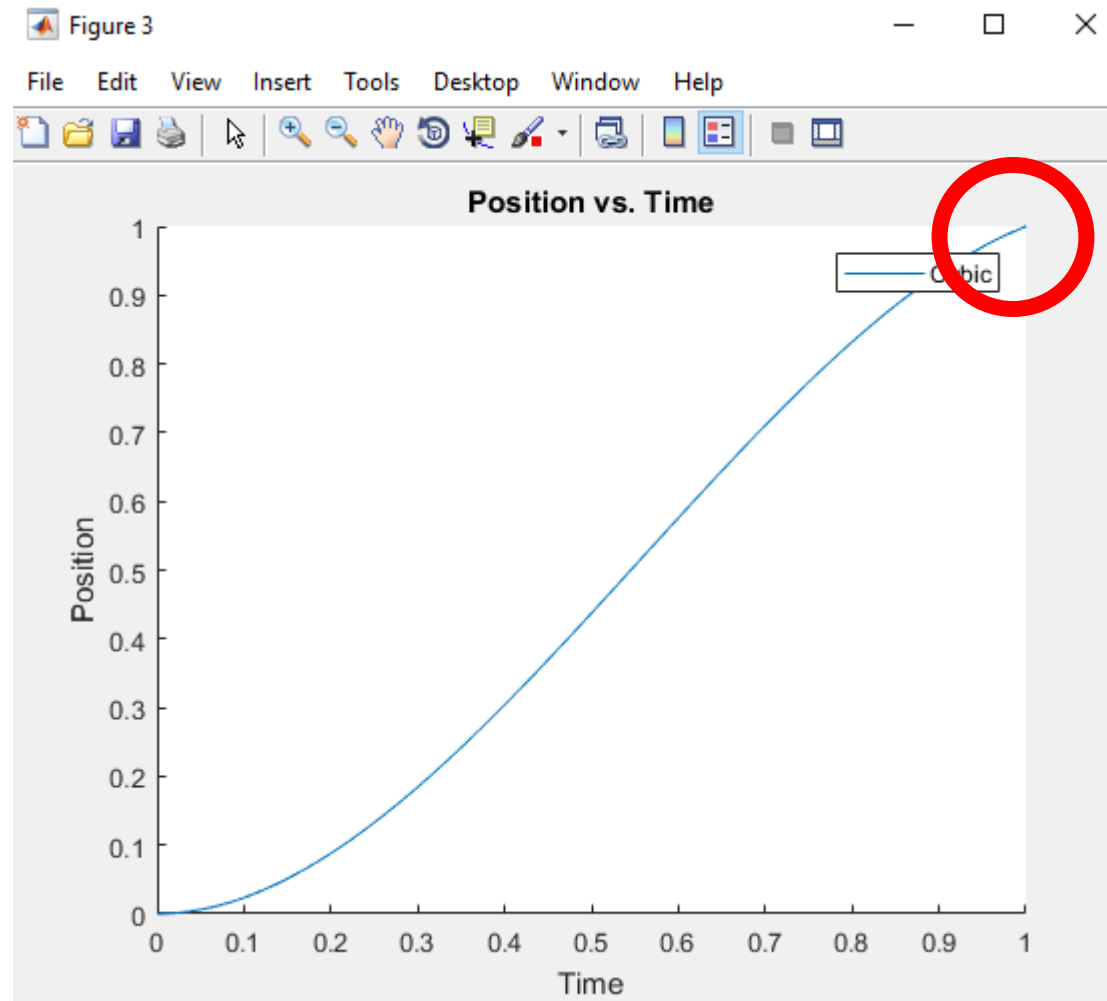 Figure 3
File Edit View Insert Tools Desktop Window Help
Position vs. Time
Cubic
1
0.9
0.8
0.7
0.6
0.5
0.4
0.3
0.2
0.1
0
Position
0 0.1 0.2 0.3 0.4 0.5 0.6 0.7 0.8 0.9 1
Time